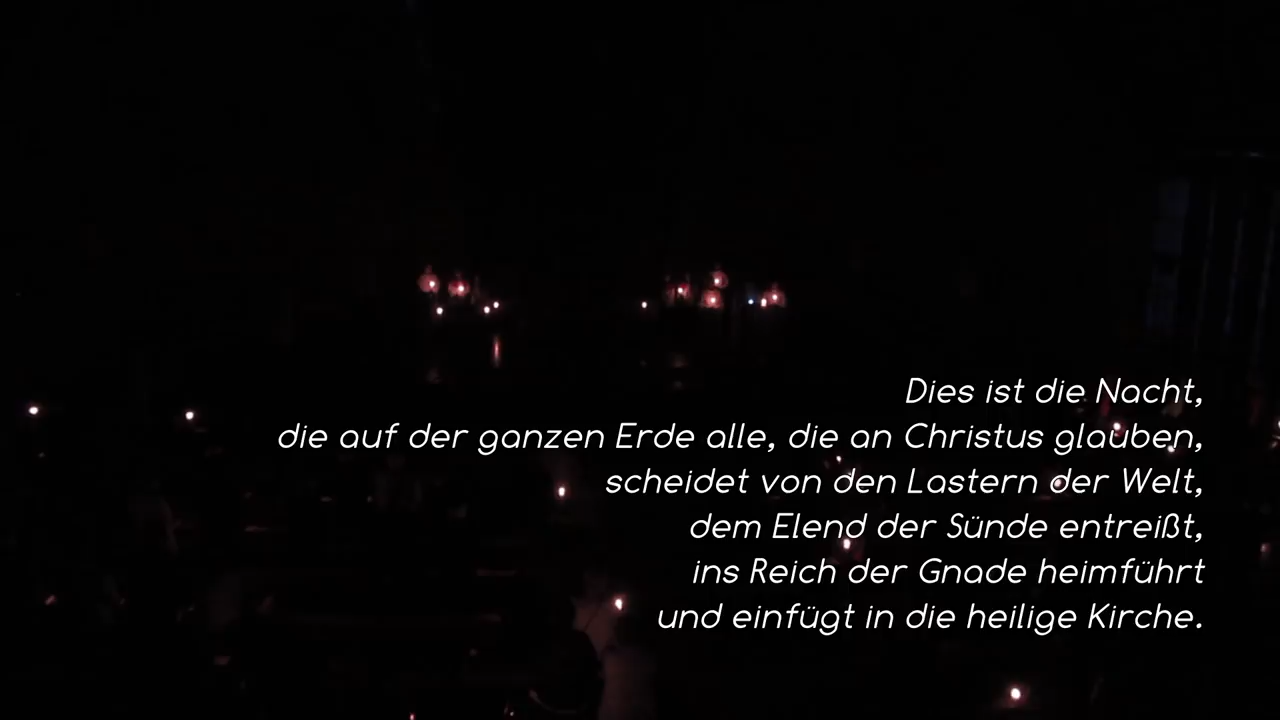 Dies ist die Nacht,
die auf der ganzen Erde alle, die an Christus glauben,
scheidet von den Lastern der Welt,
dem Elend der Sünde entreißt,
ins Reich der Gnade heimführt
und einfügt in die heilige Kirche.